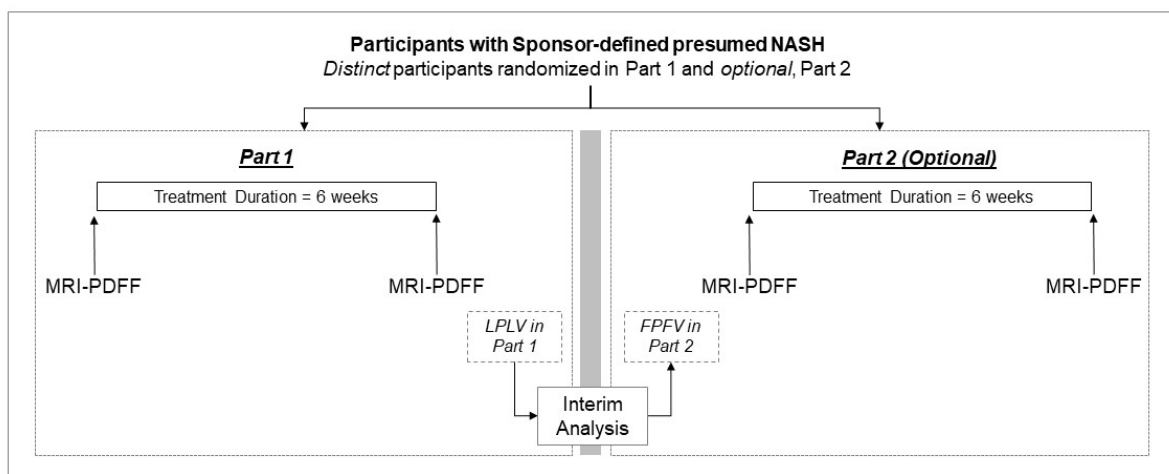 Participants with Sponsor-defined presumed NASH
Distinct participants randomized in Part 1 and optional, Part 2
Part 1
Treatment Duration = 6 weeks
MRI-PDFF
MRI-PDFF
LPLV in
Part 1
Part 2 (Optional)
Treatment Duration = 6 weeks
MRI-PDFF
MRI-PDFF
FPFV in
Part 2
Interim
Analysis